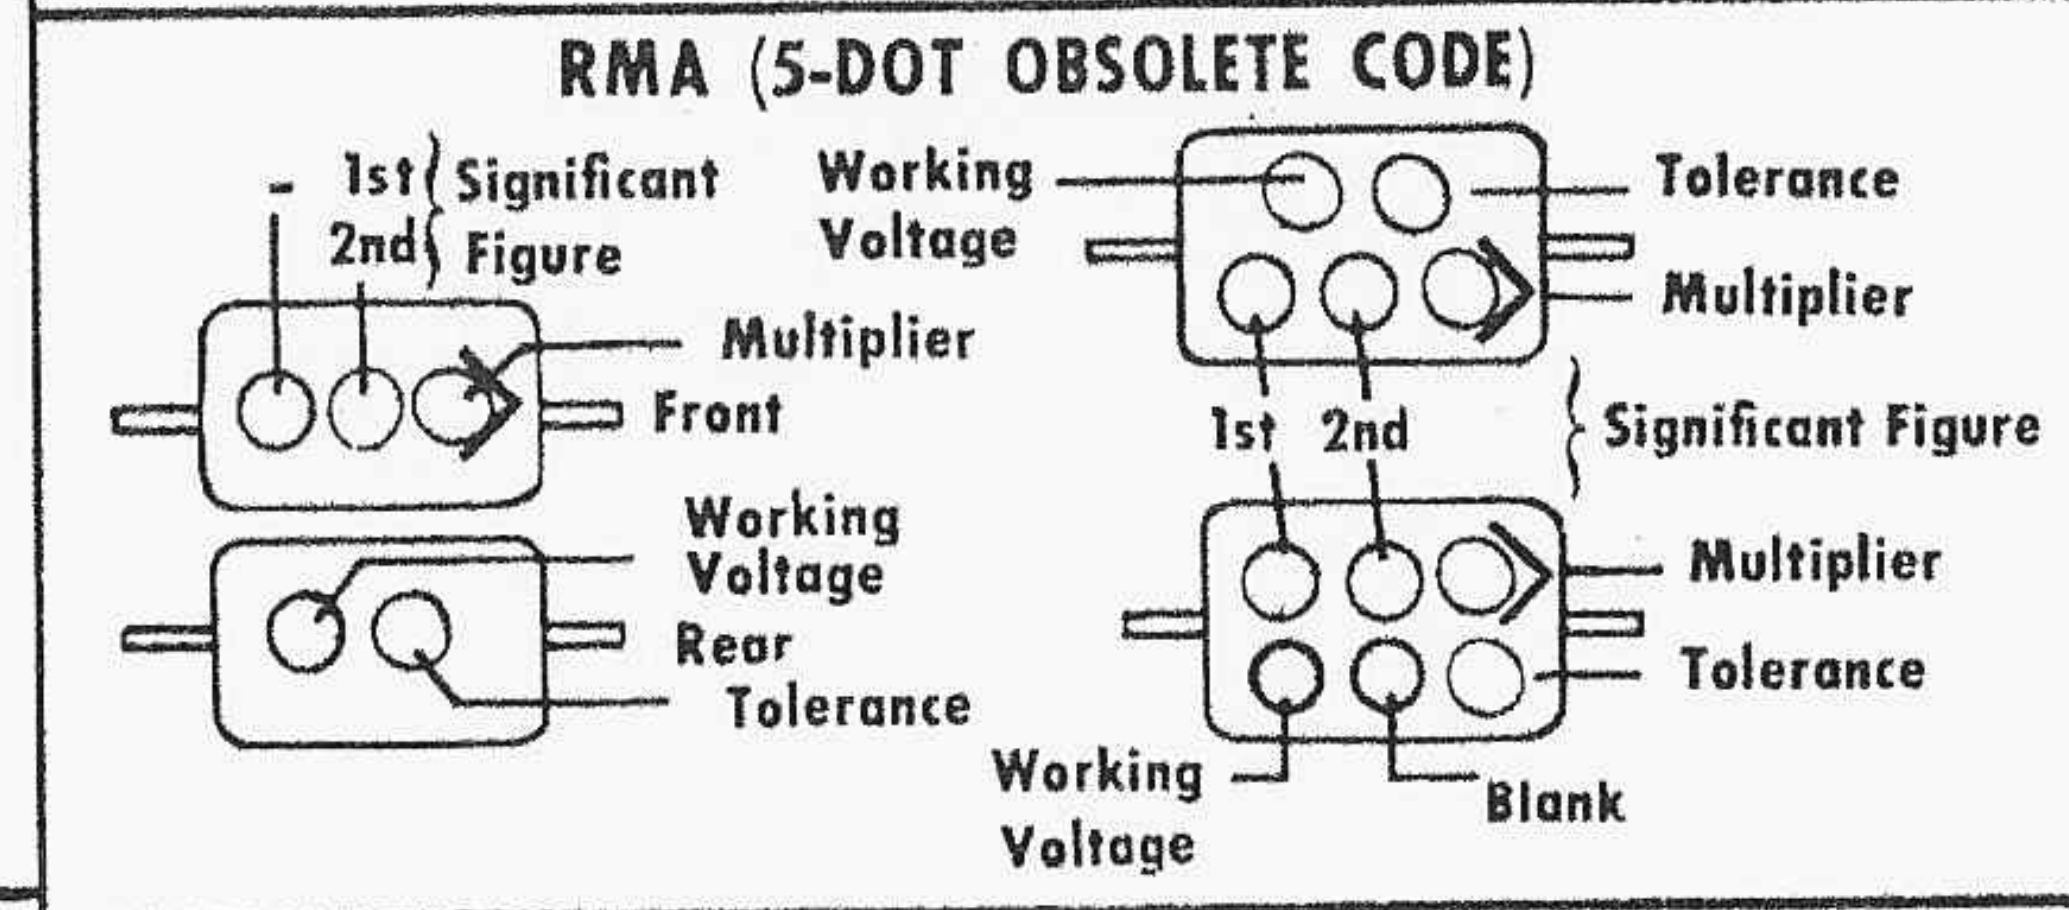 RMA (5-DOT OBSOLETE CODE)
- 1st } Significant
2nd } Figure
Multiplier
Front
Working
Voltage
Rear
Tolerance
Working
Voltage
Tolerance
Multiplier
1st 2nd } Significant Figure
Multiplier
Tolerance
Working
Voltage
Blank